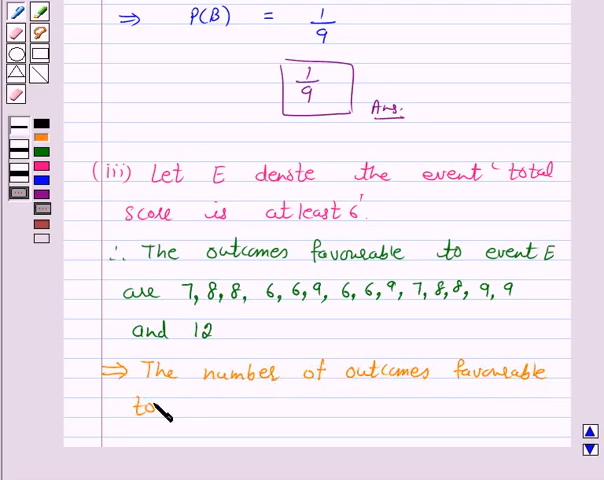 ⇒ P(B) = 1/9
1/9
Ans.
(iii) Let E denote the event 'total
score is at least 6'.
∴ The outcomes favourable to event E
are 7, 8, 8, 6, 6, 9, 6, 6, 9, 7, 8, 8, 9, 9
and 12
⇒ The number of outcomes favourable
to